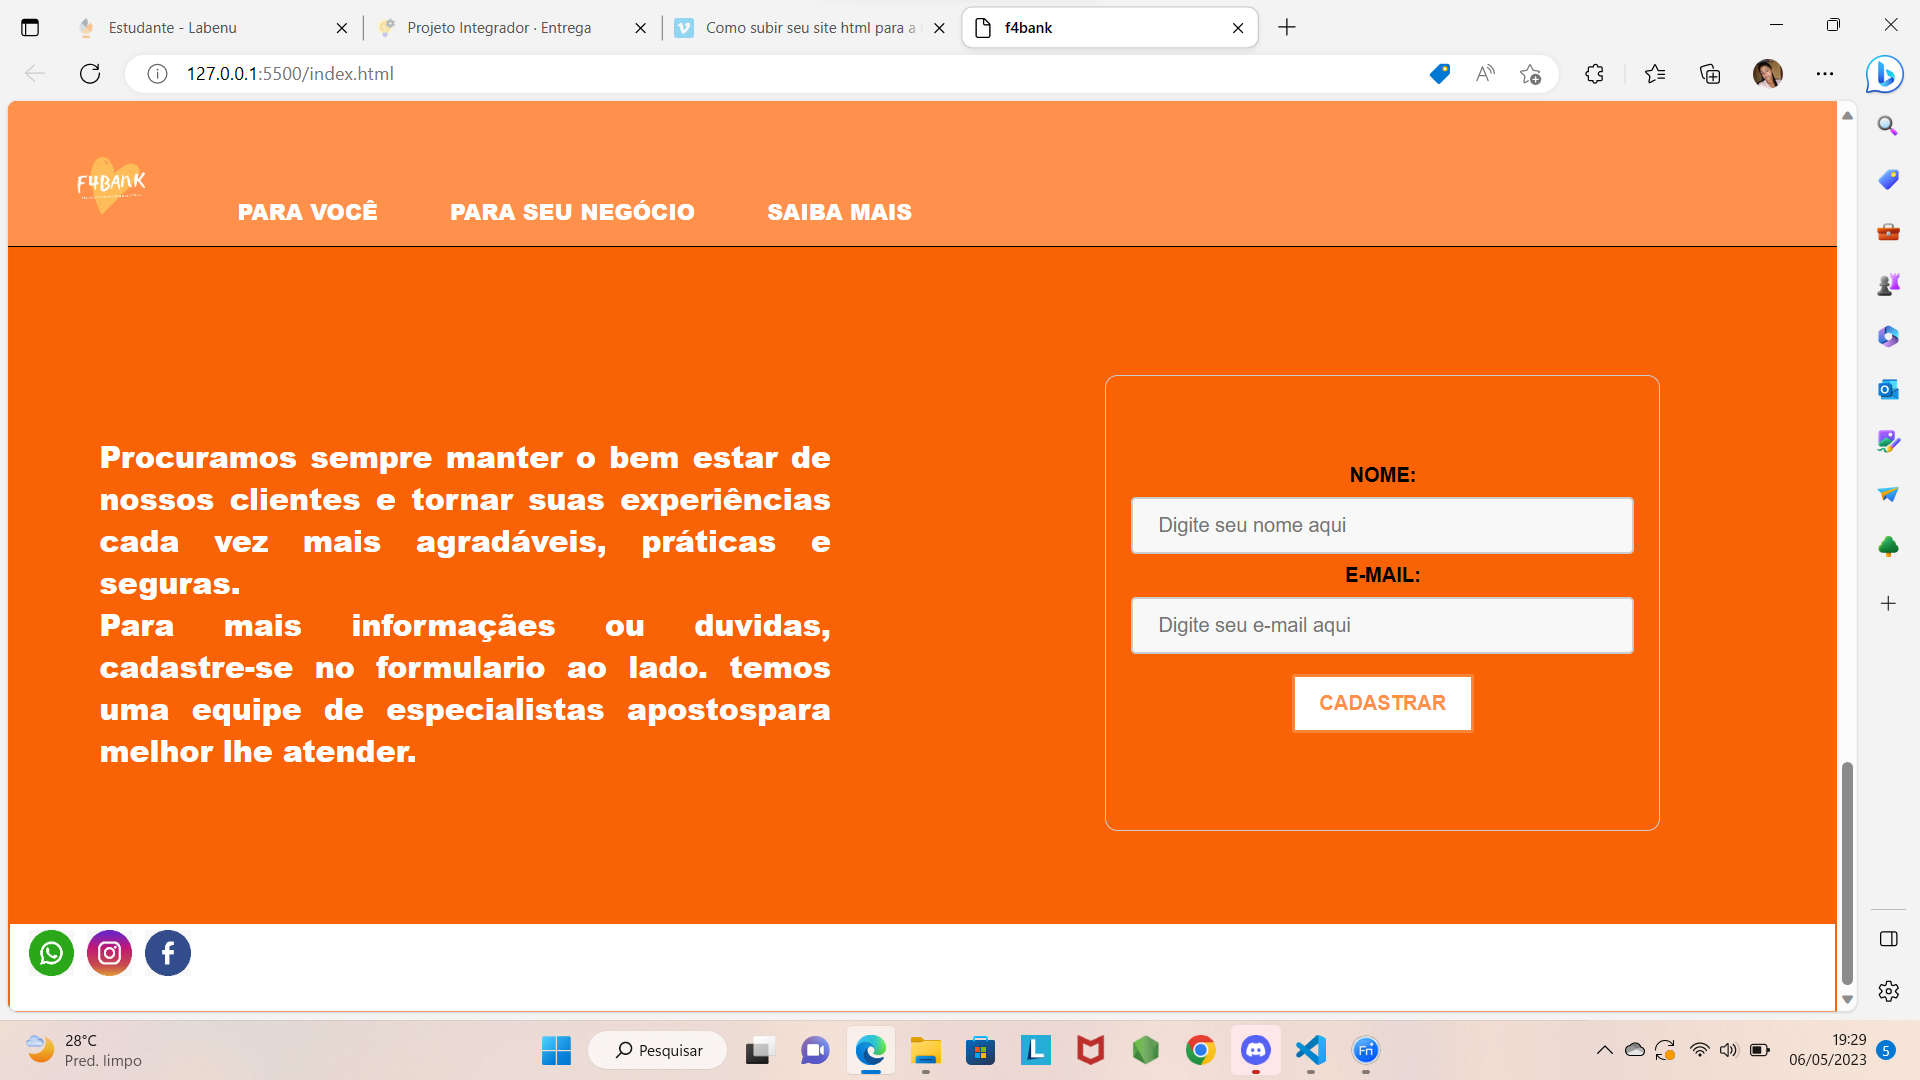 Estudante - Labenu
Projeto Integrador · Entrega
Como subir seu site html para a
f4bank
127.0.0.1:5500/index.html
F4BANK
PARA VOCÊ
PARA SEU NEGÓCIO
SAIBA MAIS
Procuramos sempre manter o bem estar de
nossos clientes e tornar suas experiências
cada vez mais agradáveis, práticas e
seguras.
Para mais informaçães ou duvidas,
cadastre-se no formulario ao lado. temos
uma equipe de especialistas apostospara
melhor lhe atender.
NOME:
Digite seu nome aqui
E-MAIL:
Digite seu e-mail aqui
CADASTRAR
28°C
Pred. limpo
Pesquisar
19:29
06/05/2023
5